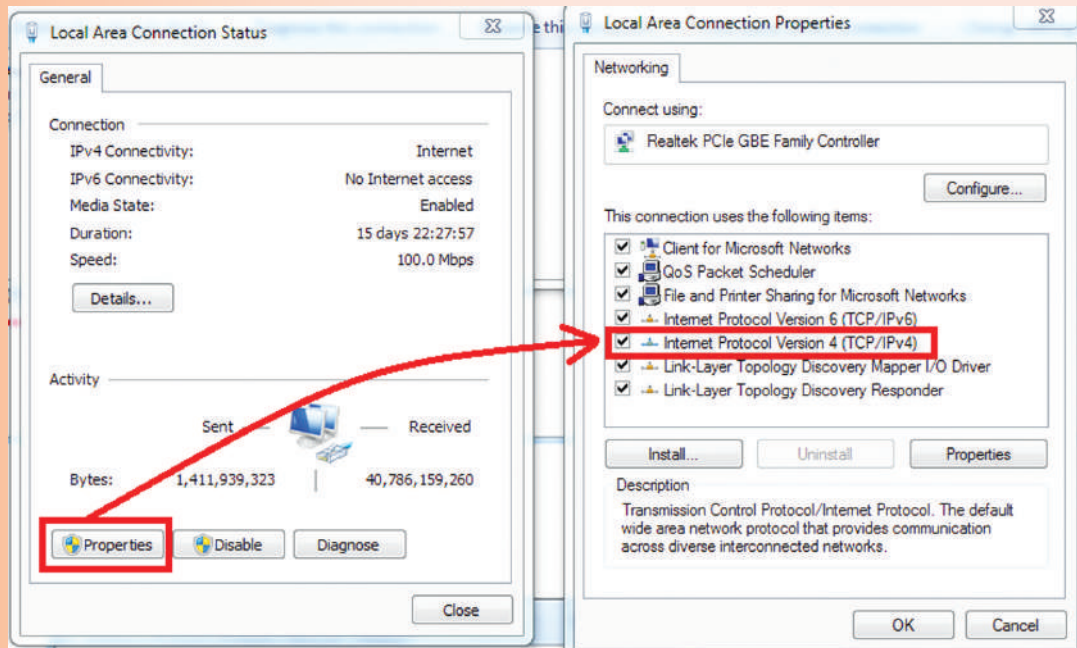 Local Area Connection Status
General
Connection
IPv4 Connectivity: Internet
IPv6 Connectivity: No Internet access
Media State: Enabled
Duration: 15 days 22:27:57
Speed: 100.0 Mbps
Details...
Activity
Sent Received
Bytes: 1,411,939,323 40,786,159,260
Properties Disable Diagnose
Close
Local Area Connection Properties
Networking
Connect using:
Realtek PCIe GBE Family Controller
Configure...
This connection uses the following items:
Client for Microsoft Networks
QoS Packet Scheduler
File and Printer Sharing for Microsoft Networks
Internet Protocol Version 6 (TCP/IPv6)
Internet Protocol Version 4 (TCP/IPv4)
Link-Layer Topology Discovery Mapper I/O Driver
Link-Layer Topology Discovery Responder
Install... Uninstall Properties
Description
Transmission Control Protocol/Internet Protocol. The default
wide area network protocol that provides communication
across diverse interconnected networks.
OK Cancel